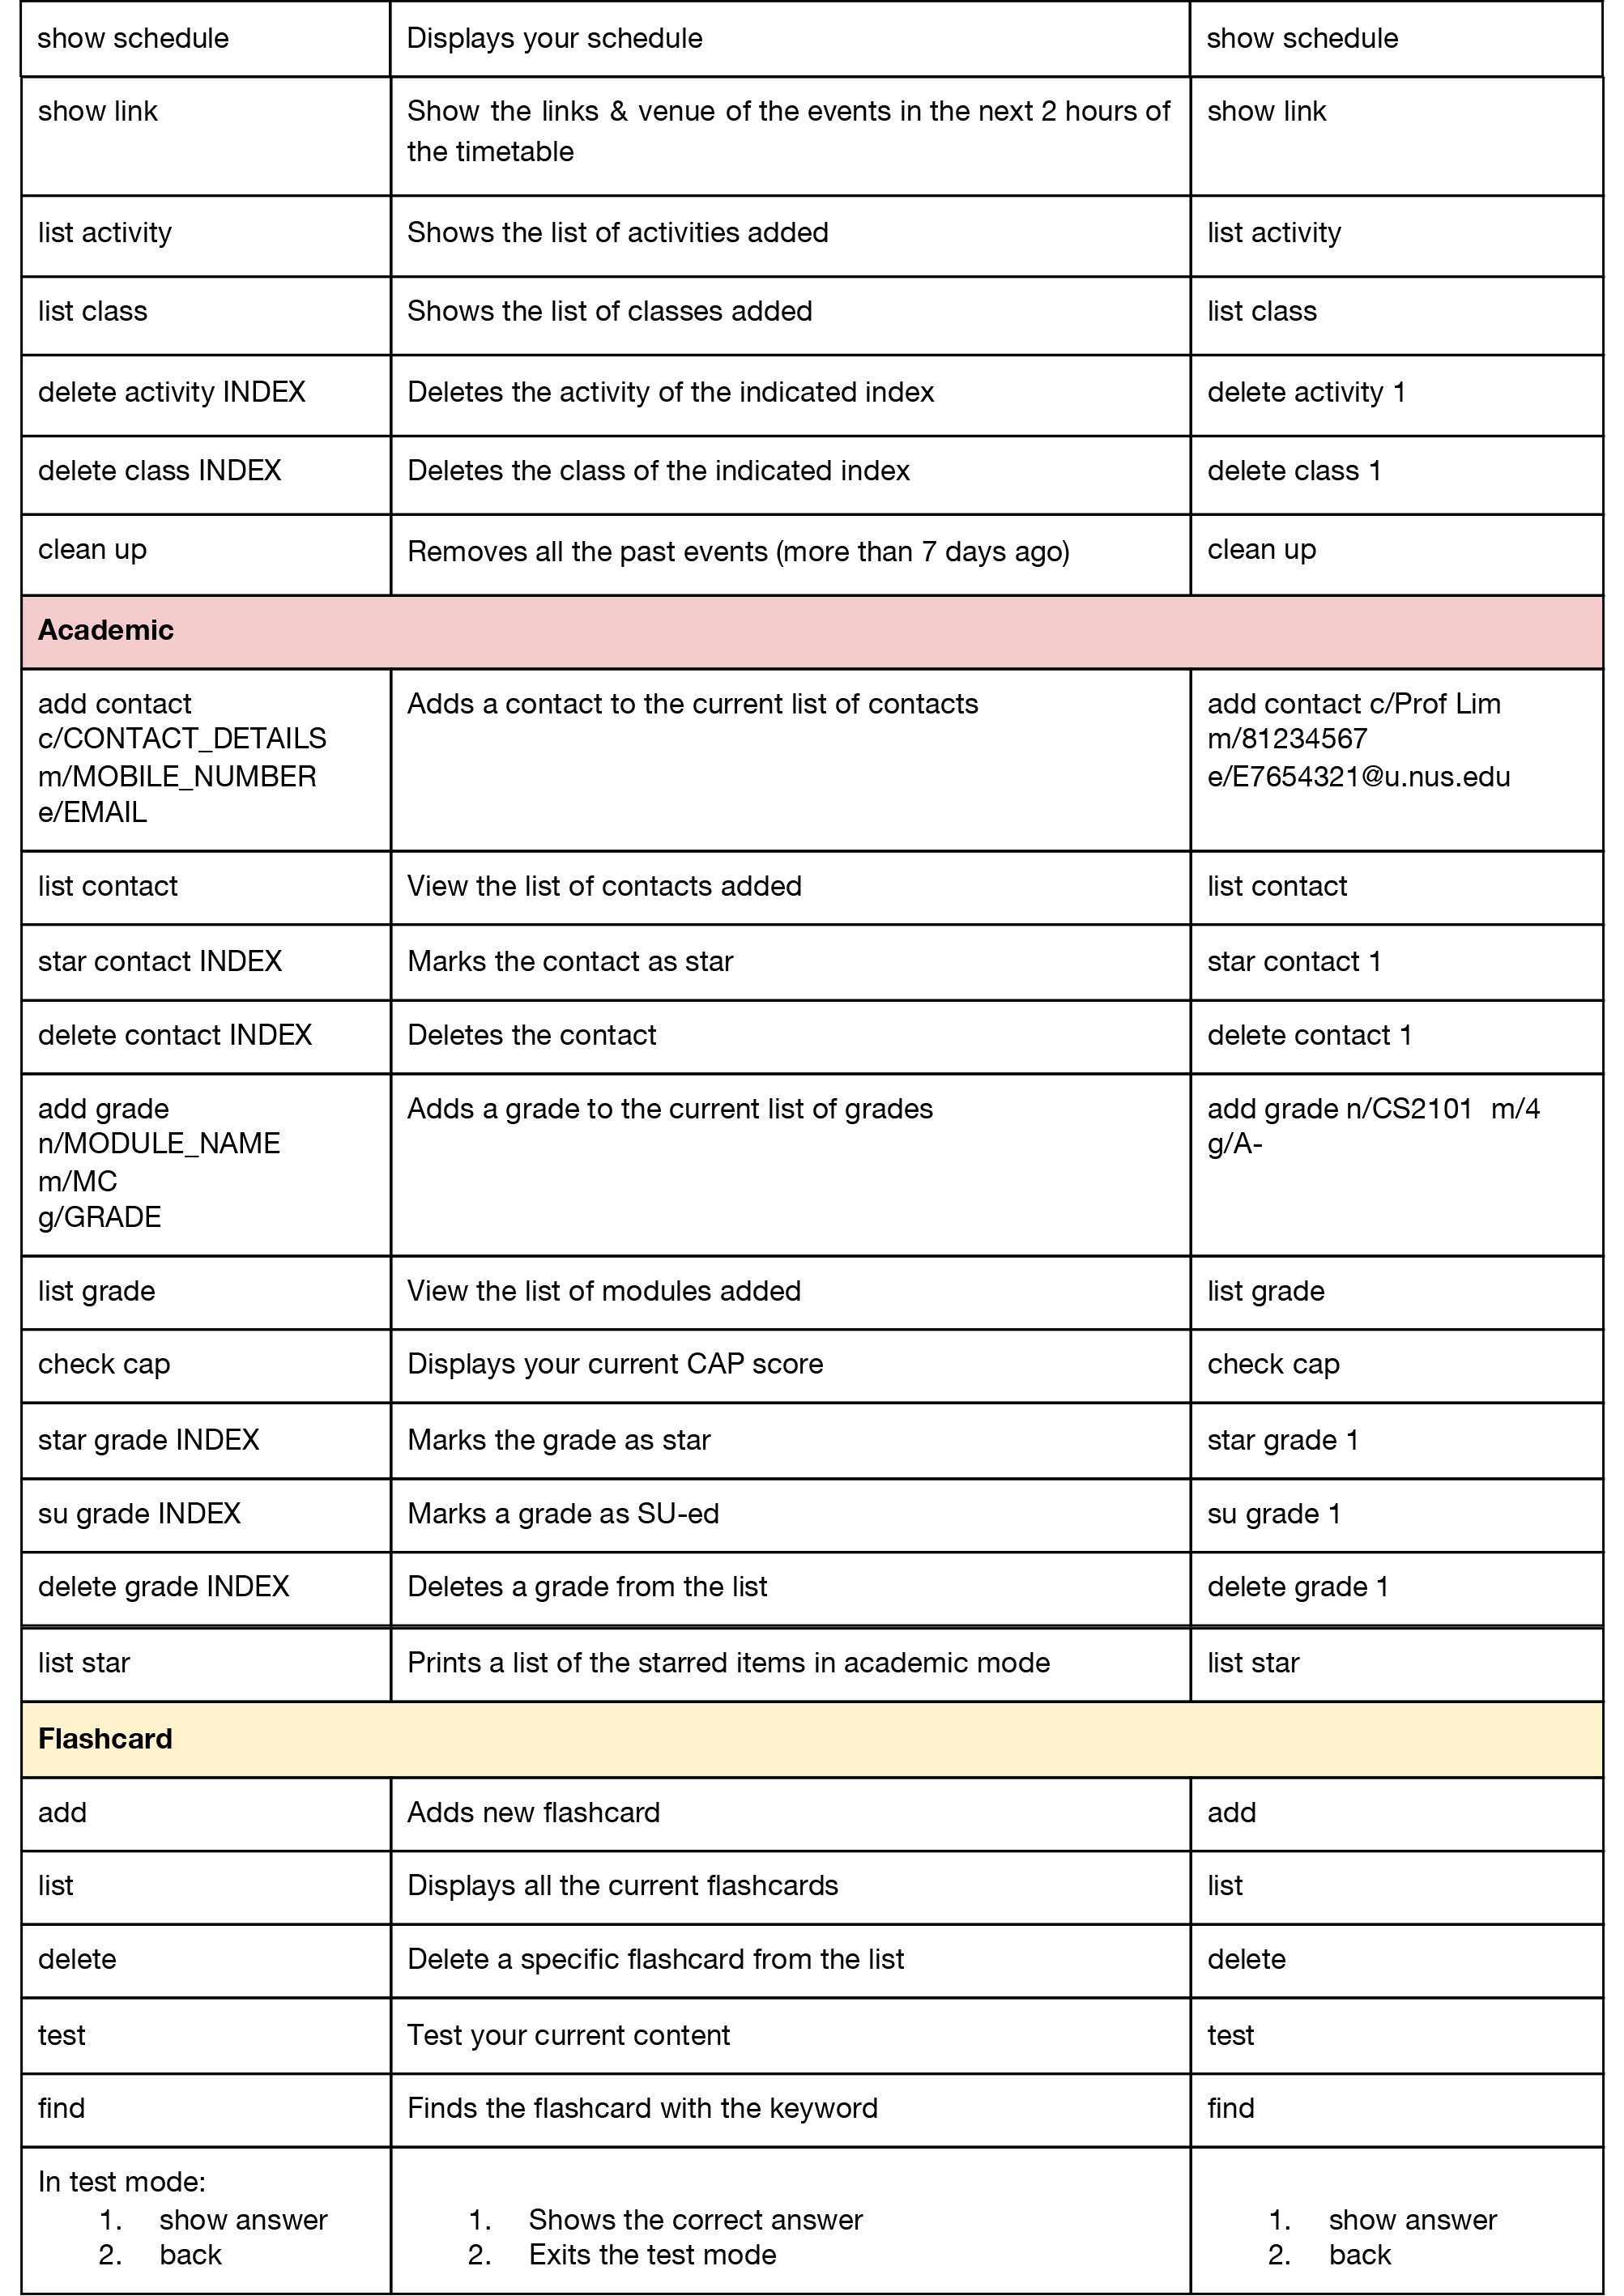 show schedule
Displays your schedule
show schedule
show link
Show the links & venue of the events in the next 2 hours of
the timetable
show link
list activity
Shows the list of activities added
list activity
list class
Shows the list of classes added
list class
delete activity INDEX
Deletes the activity of the indicated index
delete activity 1
delete class INDEX
Deletes the class of the indicated index
delete class 1
clean up
Removes all the past events (more than 7 days ago)
clean up
Academic
add contact
c/CONTACT_DETAILS
m/MOBILE_NUMBER
e/EMAIL
Adds a contact to the current list of contacts
add contact c/Prof Lim
m/81234567
e/E7654321@u.nus.edu
list contact
View the list of contacts added
list contact
star contact INDEX
Marks the contact as star
star contact 1
delete contact INDEX
Deletes the contact
delete contact 1
add grade
n/MODULE_NAME
m/MC
g/GRADE
Adds a grade to the current list of grades
add grade n/CS2101 m/4
g/A-
list grade
View the list of modules added
list grade
check cap
Displays your current CAP score
check cap
star grade INDEX
Marks the grade as star
star grade 1
su grade INDEX
Marks a grade as SU-ed
su grade 1
delete grade INDEX
Deletes a grade from the list
delete grade 1
list star
Prints a list of the starred items in academic mode
list star
Flashcard
add
Adds new flashcard
add
list
Displays all the current flashcards
list
delete
Delete a specific flashcard from the list
delete
test
Test your current content
test
find
Finds the flashcard with the keyword
find
In test mode:
1. show answer
2. back
1. Shows the correct answer
2. Exits the test mode
1. show answer
2. back